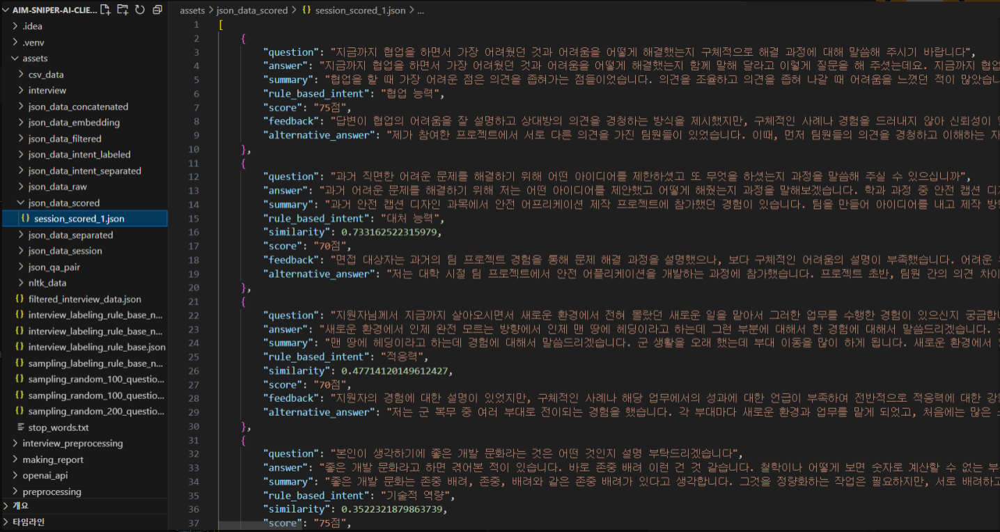 AIM-SNIPER-AI-CLIE...
.idea
.venv
assets
csv_data
interview
json_data_concatenated
json_data_embedding
json_data_filtered
json_data_intent_labeled
json_data_intent_separated
json_data_raw
json_data_scored
{} session_scored_1.json
json_data_separated
json_data_session
json_qa_pair
nltk_data
{} filtered_interview_data.json
{} interview_labeling_rule_base_n...
{} interview_labeling_rule_base_n...
{} interview_labeling_rule_base.json
{} sampling_labeling_rule_base_n...
{} sampling_random_100_questio...
{} sampling_random_100_questio...
{} sampling_random_200_questio...
stop_words.txt
interview_preprocessing
making_report
openai_api
preprocessing
개요
타임라인
assets > json_data_scored > {} session_scored_1.json > ...
1 [
2 {
3 "question": "지금까지 협업을 하면서 가장 어려웠던 것과 어려움을 어떻게 해결했는지 구체적으로 해결 과정에 대해 말씀해 주시기 바랍니다",
4 "answer": "지금까지 협업을 하면서 가장 어려웠던 것과 어려움을 어떻게 해결했는지 함께 말해 달라고 이렇게 질문을 해 주셨는데요. 지금까지 협업
5 "summary": "협업을 할 때 가장 어려운 점은 의견을 좁혀가는 점들이었습니다. 의견을 조율하고 의견을 좁혀 나갈 때 어려움을 느꼈던 적이 많았습니
6 "rule_based_intent": "협업 능력",
7 "score": "75점",
8 "feedback": "답변이 협업의 어려움을 잘 설명하고 상대방의 의견을 경청하는 방식을 제시했지만, 구체적인 사례나 경험을 드러내지 않아 신뢰성이
9 "alternative_answer": "제가 참여한 프로젝트에서 서로 다른 의견을 가진 팀원들이 있었습니다. 이때, 먼저 팀원들의 의견을 경청하고 이해하는 자
10 },
11 {
12 "question": "과거 직면한 어려운 문제를 해결하기 위해 어떤 아이디어를 제한하셨고 또 무엇을 하셨는지 과정을 말씀해 주실 수 있으십니까",
13 "answer": "과거 어려운 문제를 해결하기 위해 저는 어떤 아이디어를 제안했고 어떻게 해줬는지 과정을 말해보겠습니다. 학과 과정 중 안전 캡션 디
14 "summary": "과거 안전 캡션 디자인 과목에서 안전 어프리케이션 제작 프로젝트에 참가했던 경험이 있습니다. 팀을 만들어 아이디어를 내고 제작 방
15 "rule_based_intent": "대처 능력",
16 "similarity": 0.733162522315979,
17 "score": "70점",
18 "feedback": "면접 대상자는 과거의 팀 프로젝트 경험을 통해 문제 해결 과정을 설명했으나, 보다 구체적인 어려움의 설명이 부족했습니다. 어려운
19 "alternative_answer": "저는 대학 시절 팀 프로젝트에서 안전 어플리케이션을 개발하는 과정에 참가했습니다. 프로젝트 초반, 팀원 간의 의견 차이
20 },
21 {
22 "question": "지원자님께서 지금까지 살아오시면서 새로운 환경에서 전혀 몰랐던 새로운 일을 맡아서 그러한 업무를 수행한 경험이 있으신지 궁금합니
23 "answer": "새로운 환경에서 인제 완전 모르는 방향에서 인제 맨 땅에 헤딩이라고 하는데 그런 부분에 대해서 한 경험에 대해서 말씀드리겠습니다.
24 "summary": "맨 땅에 헤딩이라고 하는데 경험에 대해서 말씀드리겠습니다. 군 생활을 오래 했는데 부대 이동을 많이 하게 됩니다. 새로운 환경에서
25 "rule_based_intent": "적응력",
26 "similarity": 0.47714120149612427,
27 "score": "70점",
28 "feedback": "지원자의 경험에 대한 설명이 있었지만, 구체적인 사례나 해당 업무에서의 성과에 대한 언급이 부족하여 전반적으로 적응력에 대한 강
29 "alternative_answer": "저는 군 복무 중 여러 부대로 전이되는 경험을 했습니다. 각 부대마다 새로운 환경과 업무를 맡게 되었고, 처음에는 많은
30 },
31 {
32 "question": "본인이 생각하기에 좋은 개발 문화라는 것은 어떤 것인지 설명 부탁드리겠습니다",
33 "answer": "좋은 개발 문화라고 하면 겪어본 적이 있습니다. 바로 존중 배려 이런 건 것 같습니다. 철학이나 어떻게 보면 숫자로 계산할 수 없는 부
34 "summary": "좋은 개발 문화는 존중 배려, 존중, 배려와 같은 존중 배려가 있다고 생각합니다. 그것을 정량화하는 작업은 필요하지만, 서로 배려하고
35 "rule_based_intent": "기술적 역량",
36 "similarity": 0.3522321879863739,
37 "score": "75점",